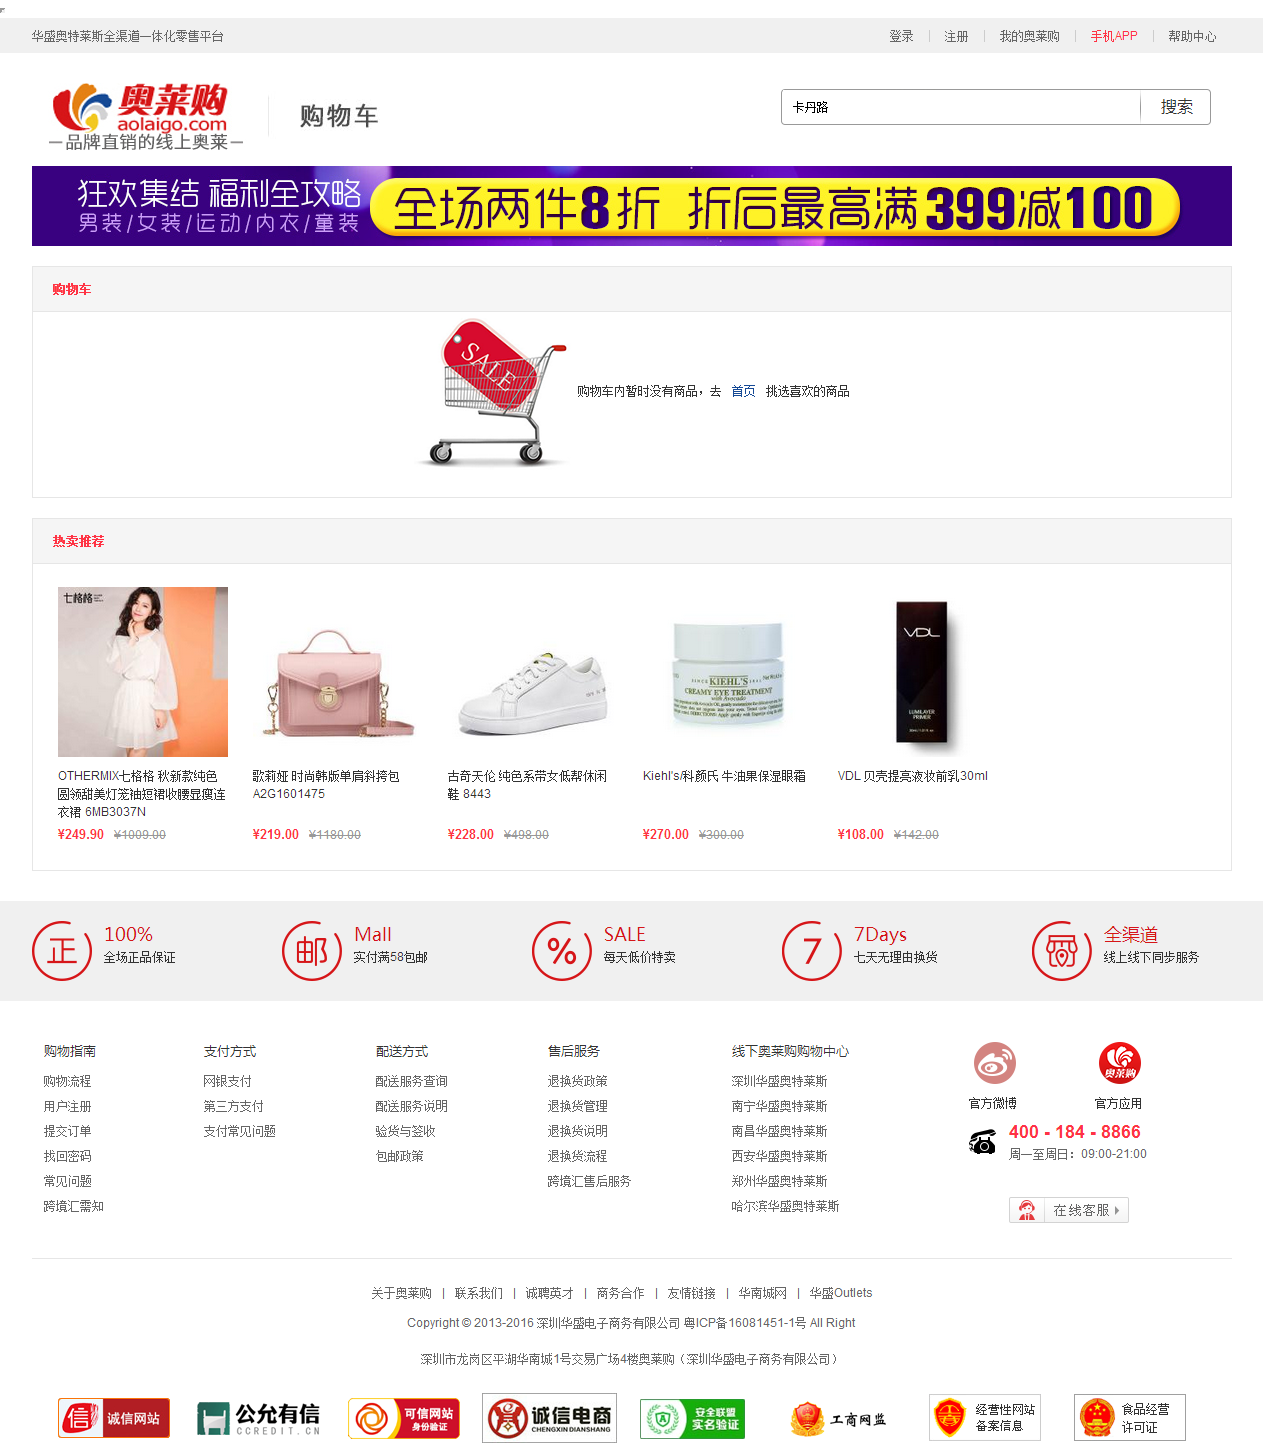 华盛奥特莱斯全渠道一体化零售平台
登录 注册 我的奥莱购 手机APP 帮助中心
奥莱购
aolaigo.com
品牌直销的线上奥莱
购物车
卡丹路 搜索
狂欢集结 福利全攻略
男装/女装/运动/内衣/童装
全场两件8折 折后最高满399减100
购物车
SALE
购物车内暂时没有商品，去 首页 挑选喜欢的商品
热卖推荐
七格格
SINCE KIEHL'S 1851
CREAMY EYE TREATMENT
with Avocado
VDL
LUMILAYER
PRIMER
OTHERMIX七格格 秋新款纯色
圆领甜美灯笼袖短裙收腰显瘦连
衣裙 6MB3037N
¥249.90 ¥1009.00
歌莉娅 时尚韩版单肩斜挎包
A2G1601475
¥219.00 ¥1180.00
古奇天伦 纯色系带女低帮休闲
鞋 8443
¥228.00 ¥498.00
Kiehl's/科颜氏 牛油果保湿眼霜
¥270.00 ¥300.00
VDL 贝壳提亮液妆前乳30ml
¥108.00 ¥142.00
正 100%
全场正品保证
邮 Mall
实付满58包邮
% SALE
每天低价特卖
7 7Days
七天无理由换货
全渠道
线上线下同步服务
购物指南
购物流程
用户注册
提交订单
找回密码
常见问题
跨境汇需知
支付方式
网银支付
第三方支付
支付常见问题
配送方式
配送服务查询
配送服务说明
验货与签收
包邮政策
售后服务
退换货政策
退换货管理
退换货说明
退换货流程
跨境汇售后服务
线下奥莱购购物中心
深圳华盛奥特莱斯
南宁华盛奥特莱斯
南昌华盛奥特莱斯
西安华盛奥特莱斯
郑州华盛奥特莱斯
哈尔滨华盛奥特莱斯
奥莱购
官方微博 官方应用
400 - 184 - 8866
周一至周日：09:00-21:00
在线客服
关于奥莱购 | 联系我们 | 诚聘英才 | 商务合作 | 友情链接 | 华南城网 | 华盛Outlets
Copyright © 2013-2016 深圳华盛电子商务有限公司 粤ICP备16081451-1号 All Right
深圳市龙岗区平湖华南城1号交易广场4楼奥莱购（深圳华盛电子商务有限公司）
信 诚信网站
公允有信
CCREDIT.CN
可信网站
身份验证
诚信电商
CHENGXINDIANSHANG
安全联盟
实名验证
工商网监
经营性网站
备案信息
食品经营
许可证